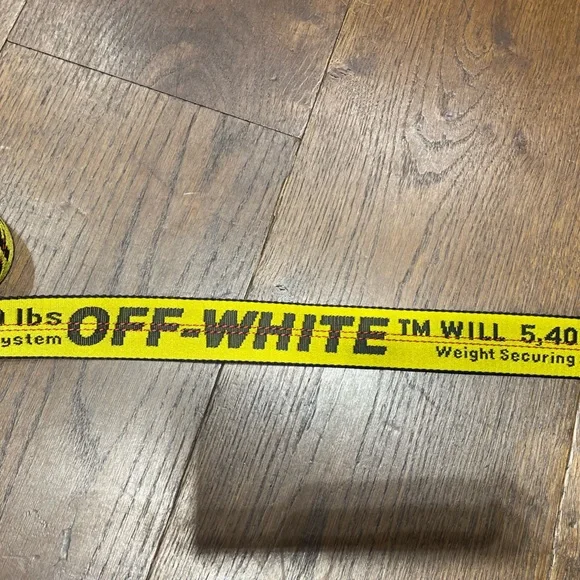 lbs OFF-WHITE TM WILL 5,40
ystem Weight Securing